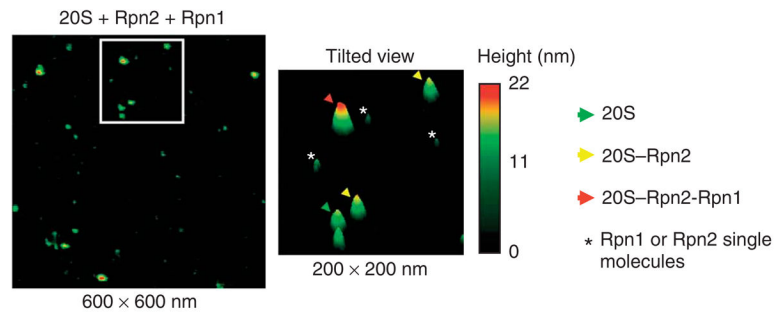 20S + Rpn2 + Rpn1
600 × 600 nm
Tilted view
*
*
*
200 × 200 nm
Height (nm)
22
11
0
20S
20S–Rpn2
20S–Rpn2-Rpn1
* Rpn1 or Rpn2 single
molecules